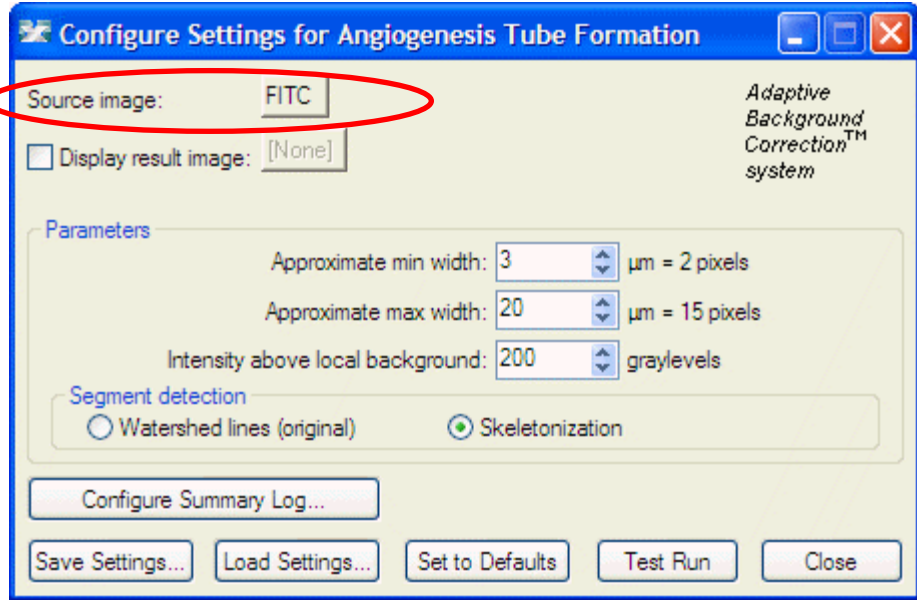 Configure Settings for Angiogenesis Tube Formation
Source image: FITC
Display result image: [None]
Adaptive
Background
Correction™
system
Parameters
Approximate min width: 3 µm = 2 pixels
Approximate max width: 20 µm = 15 pixels
Intensity above local background: 200 graylevels
Segment detection
Watershed lines (original) Skeletonization
Configure Summary Log...
Save Settings... Load Settings... Set to Defaults Test Run Close